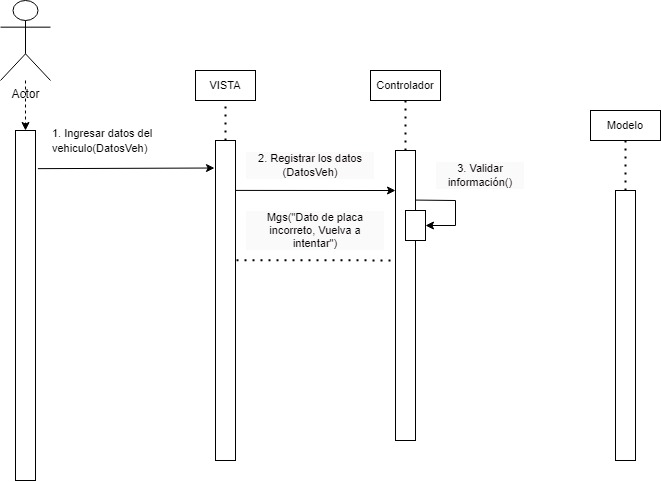 Actor
VISTA
Controlador
Modelo
1. Ingresar datos del
vehiculo(DatosVeh)
2. Registrar los datos
(DatosVeh)
3. Validar
información()
Mgs("Dato de placa
incorreto, Vuelva a
intentar")